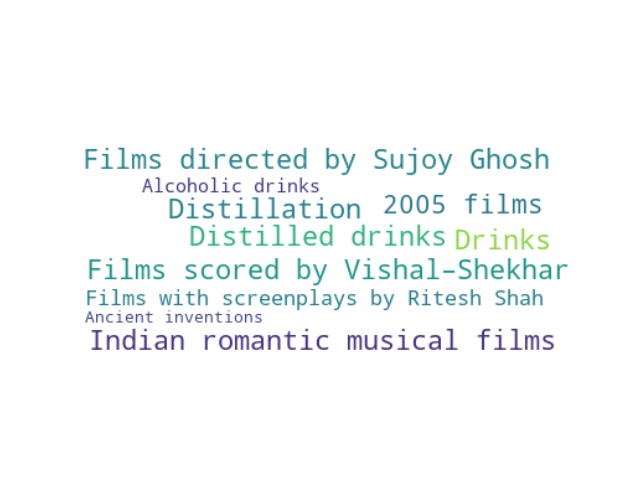 Films directed by Sujoy Ghosh
Alcoholic drinks
Distillation 2005 films
Distilled drinks Drinks
Films scored by Vishal–Shekhar
Films with screenplays by Ritesh Shah
Ancient inventions
Indian romantic musical films